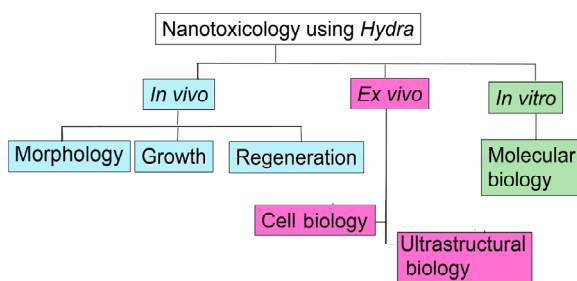 Nanotoxicology using Hydra
In vivo
Ex vivo
In vitro
Morphology
Growth
Regeneration
Molecular
biology
Cell biology
Ultrastructural
biology